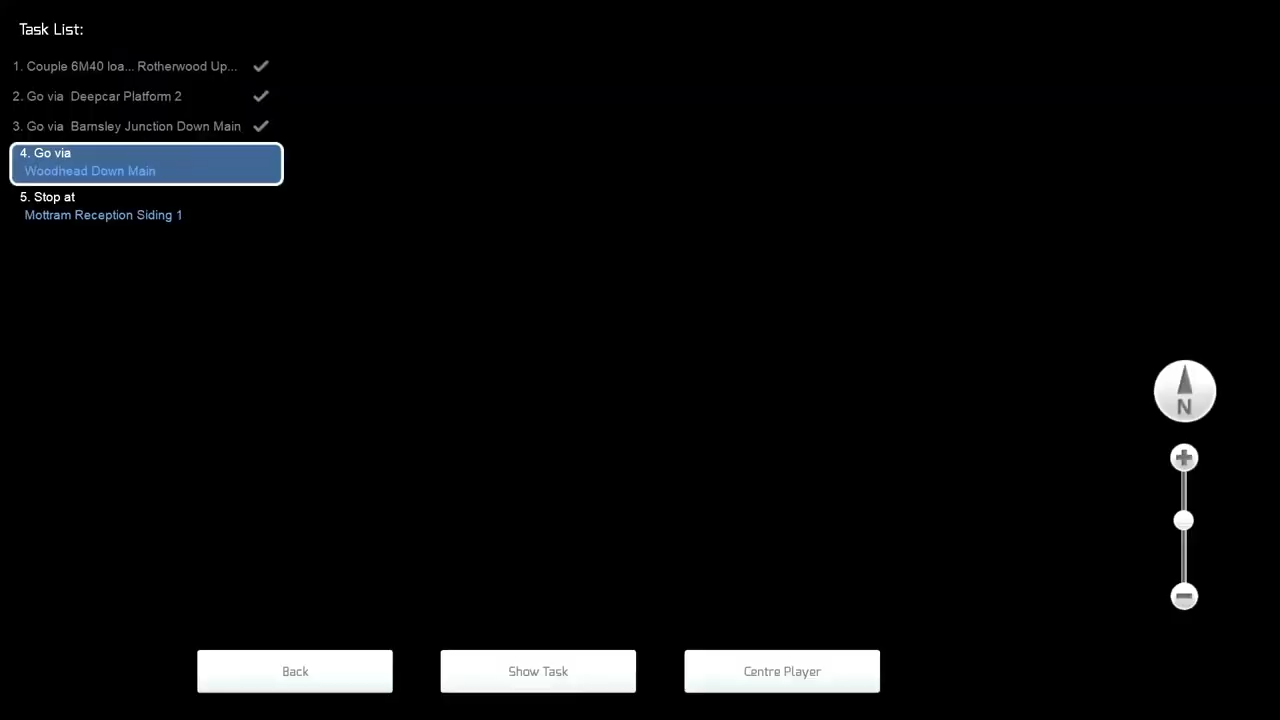 Task List:
1. Couple 6M40 loa... Rotherwood Up...
2. Go via  Deepcar Platform 2
3. Go via  Barnsley Junction Down Main
4. Go via
Woodhead Down Main
5. Stop at
Mottram Reception Siding 1
N
Back
Show Task
Centre Player